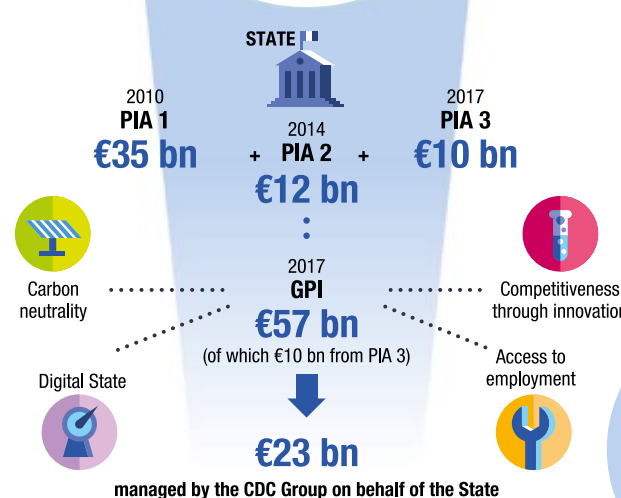 STATE
2010
PIA 1
€35 bn
+
2014
PIA 2
€12 bn
+
2017
PIA 3
€10 bn
:
2017
GPI
€57 bn
(of which €10 bn from PIA 3)
Carbon
neutrality
Competitiveness
through innovation
Digital State
Access to
employment
€23 bn
managed by the CDC Group on behalf of the State